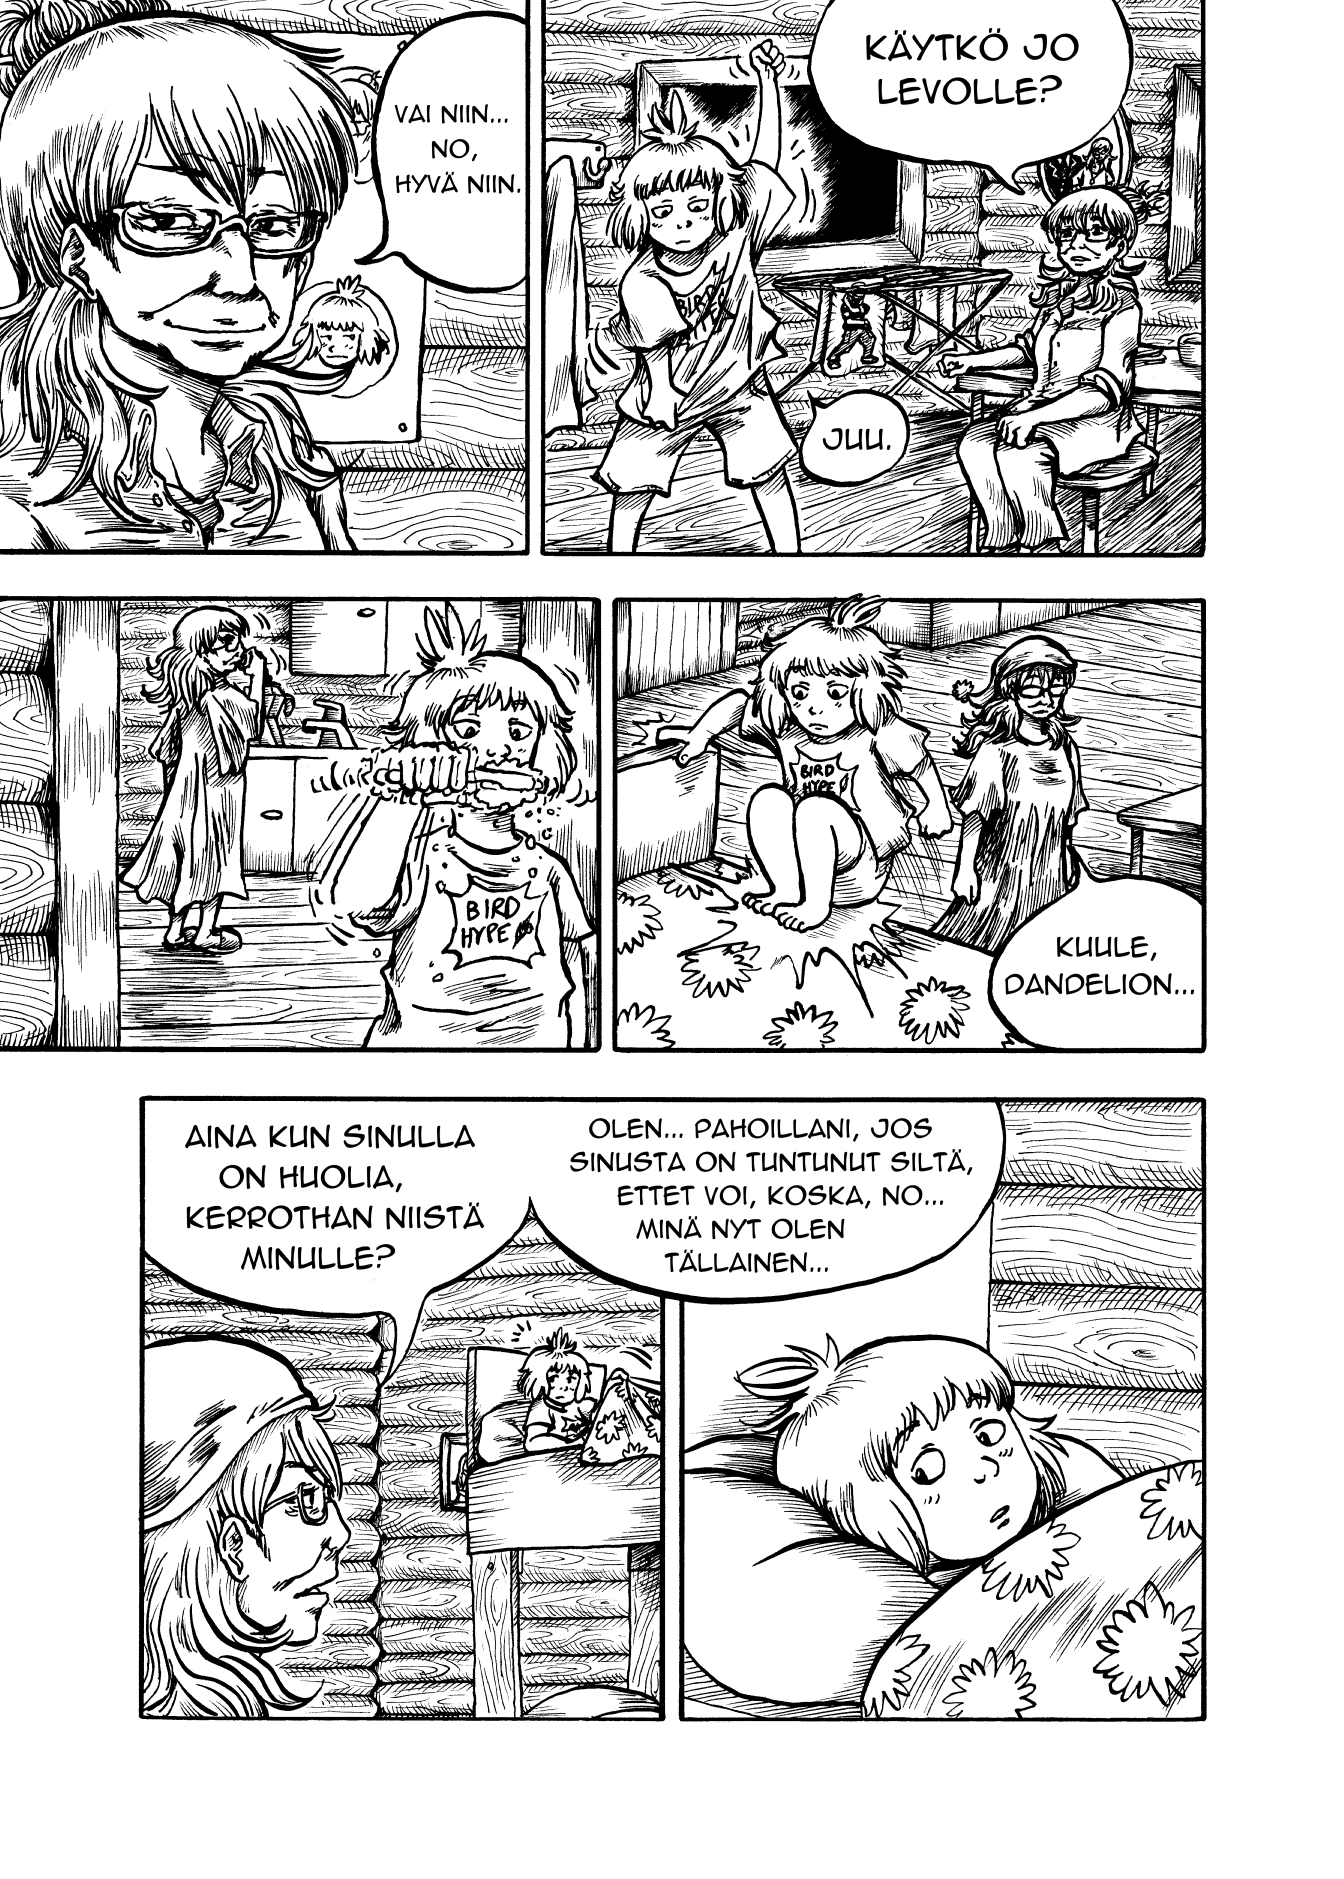 VAI NIIN...
NO,
HYVÄ NIIN.
KÄYTKÖ JO
LEVOLLE?
BIRD
HYPE
JUU.
BIRD
HYPE
BIRD
HYPE
KUULE,
DANDELION...
AINA KUN SINULLA
ON HUOLIA,
KERROTHAN NIISTÄ
MINULLE?
OLEN... PAHOILLANI, JOS
SINUSTA ON TUNTUNUT SILTÄ,
ETTET VOI, KOSKA, NO...
MINÄ NYT OLEN
TÄLLAINEN...